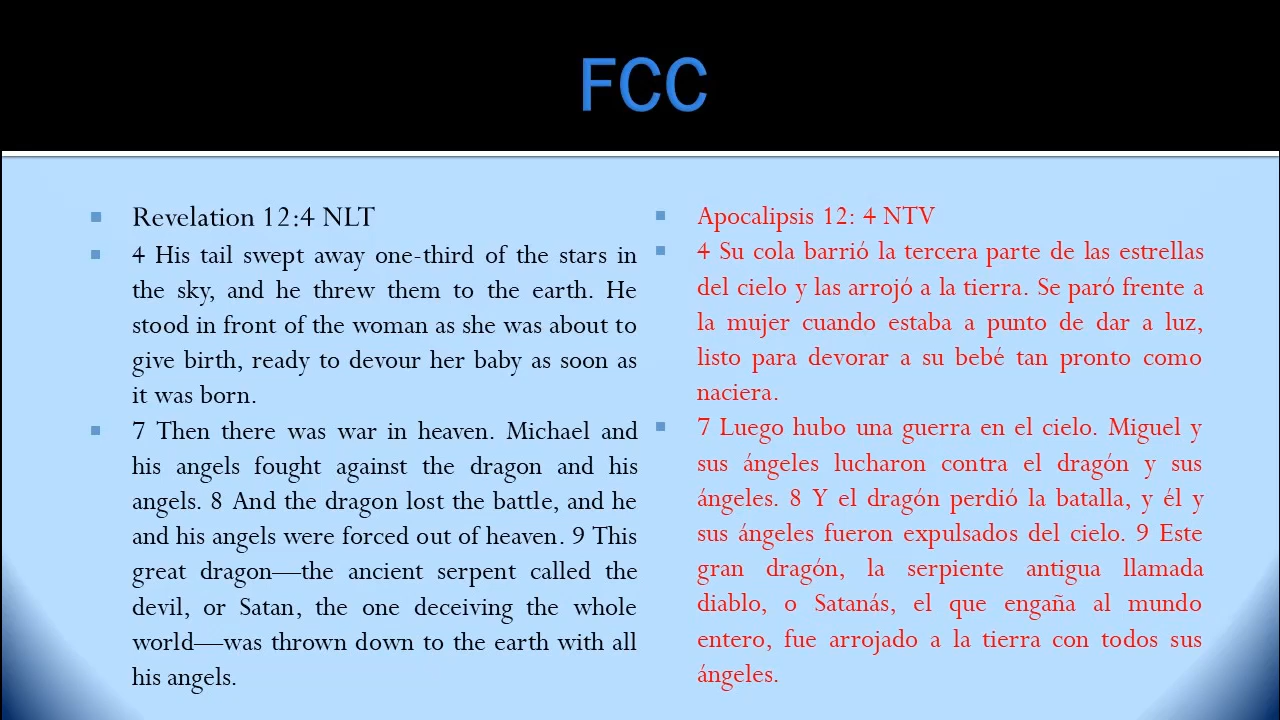 FCC
Revelation 12:4 NLT
4 His tail swept away one-third of the stars in
the sky, and he threw them to the earth. He
stood in front of the woman as she was about to
give birth, ready to devour her baby as soon as
it was born.
7 Then there was war in heaven. Michael and
his angels fought against the dragon and his
angels. 8 And the dragon lost the battle, and he
and his angels were forced out of heaven. 9 This
great dragon—the ancient serpent called the
devil, or Satan, the one deceiving the whole
world—was thrown down to the earth with all
his angels.
Apocalipsis 12: 4 NTV
4 Su cola barrió la tercera parte de las estrellas
del cielo y las arrojó a la tierra. Se paró frente a
la mujer cuando estaba a punto de dar a luz,
listo para devorar a su bebé tan pronto como
naciera.
7 Luego hubo una guerra en el cielo. Miguel y
sus ángeles lucharon contra el dragón y sus
ángeles. 8 Y el dragón perdió la batalla, y él y
sus ángeles fueron expulsados del cielo. 9 Este
gran dragón, la serpiente antigua llamada
diablo, o Satanás, el que engaña al mundo
entero, fue arrojado a la tierra con todos sus
ángeles.